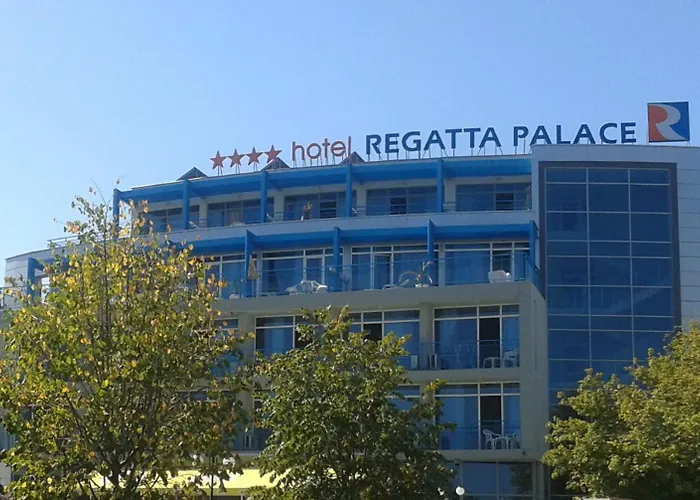 ★★★★ hotel REGATTA PALACE R